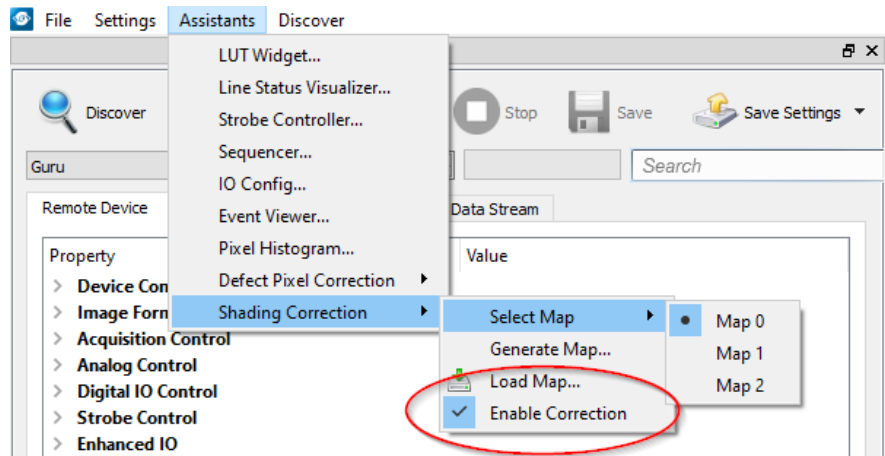 File Settings Assistants Discover
LUT Widget...
Line Status Visualizer...
Discover Stop Save Save Settings
Strobe Controller...
Sequencer...
Guru Search
IO Config...
Remote Device Data Stream
Event Viewer...
Pixel Histogram...
Property Value
Defect Pixel Correction
Device Con
Image Form
Shading Correction Select Map Map 0
Acquisition Control
Generate Map... Map 1
Analog Control
Load Map... Map 2
Digital IO Control
Enable Correction
Strobe Control
Enhanced IO